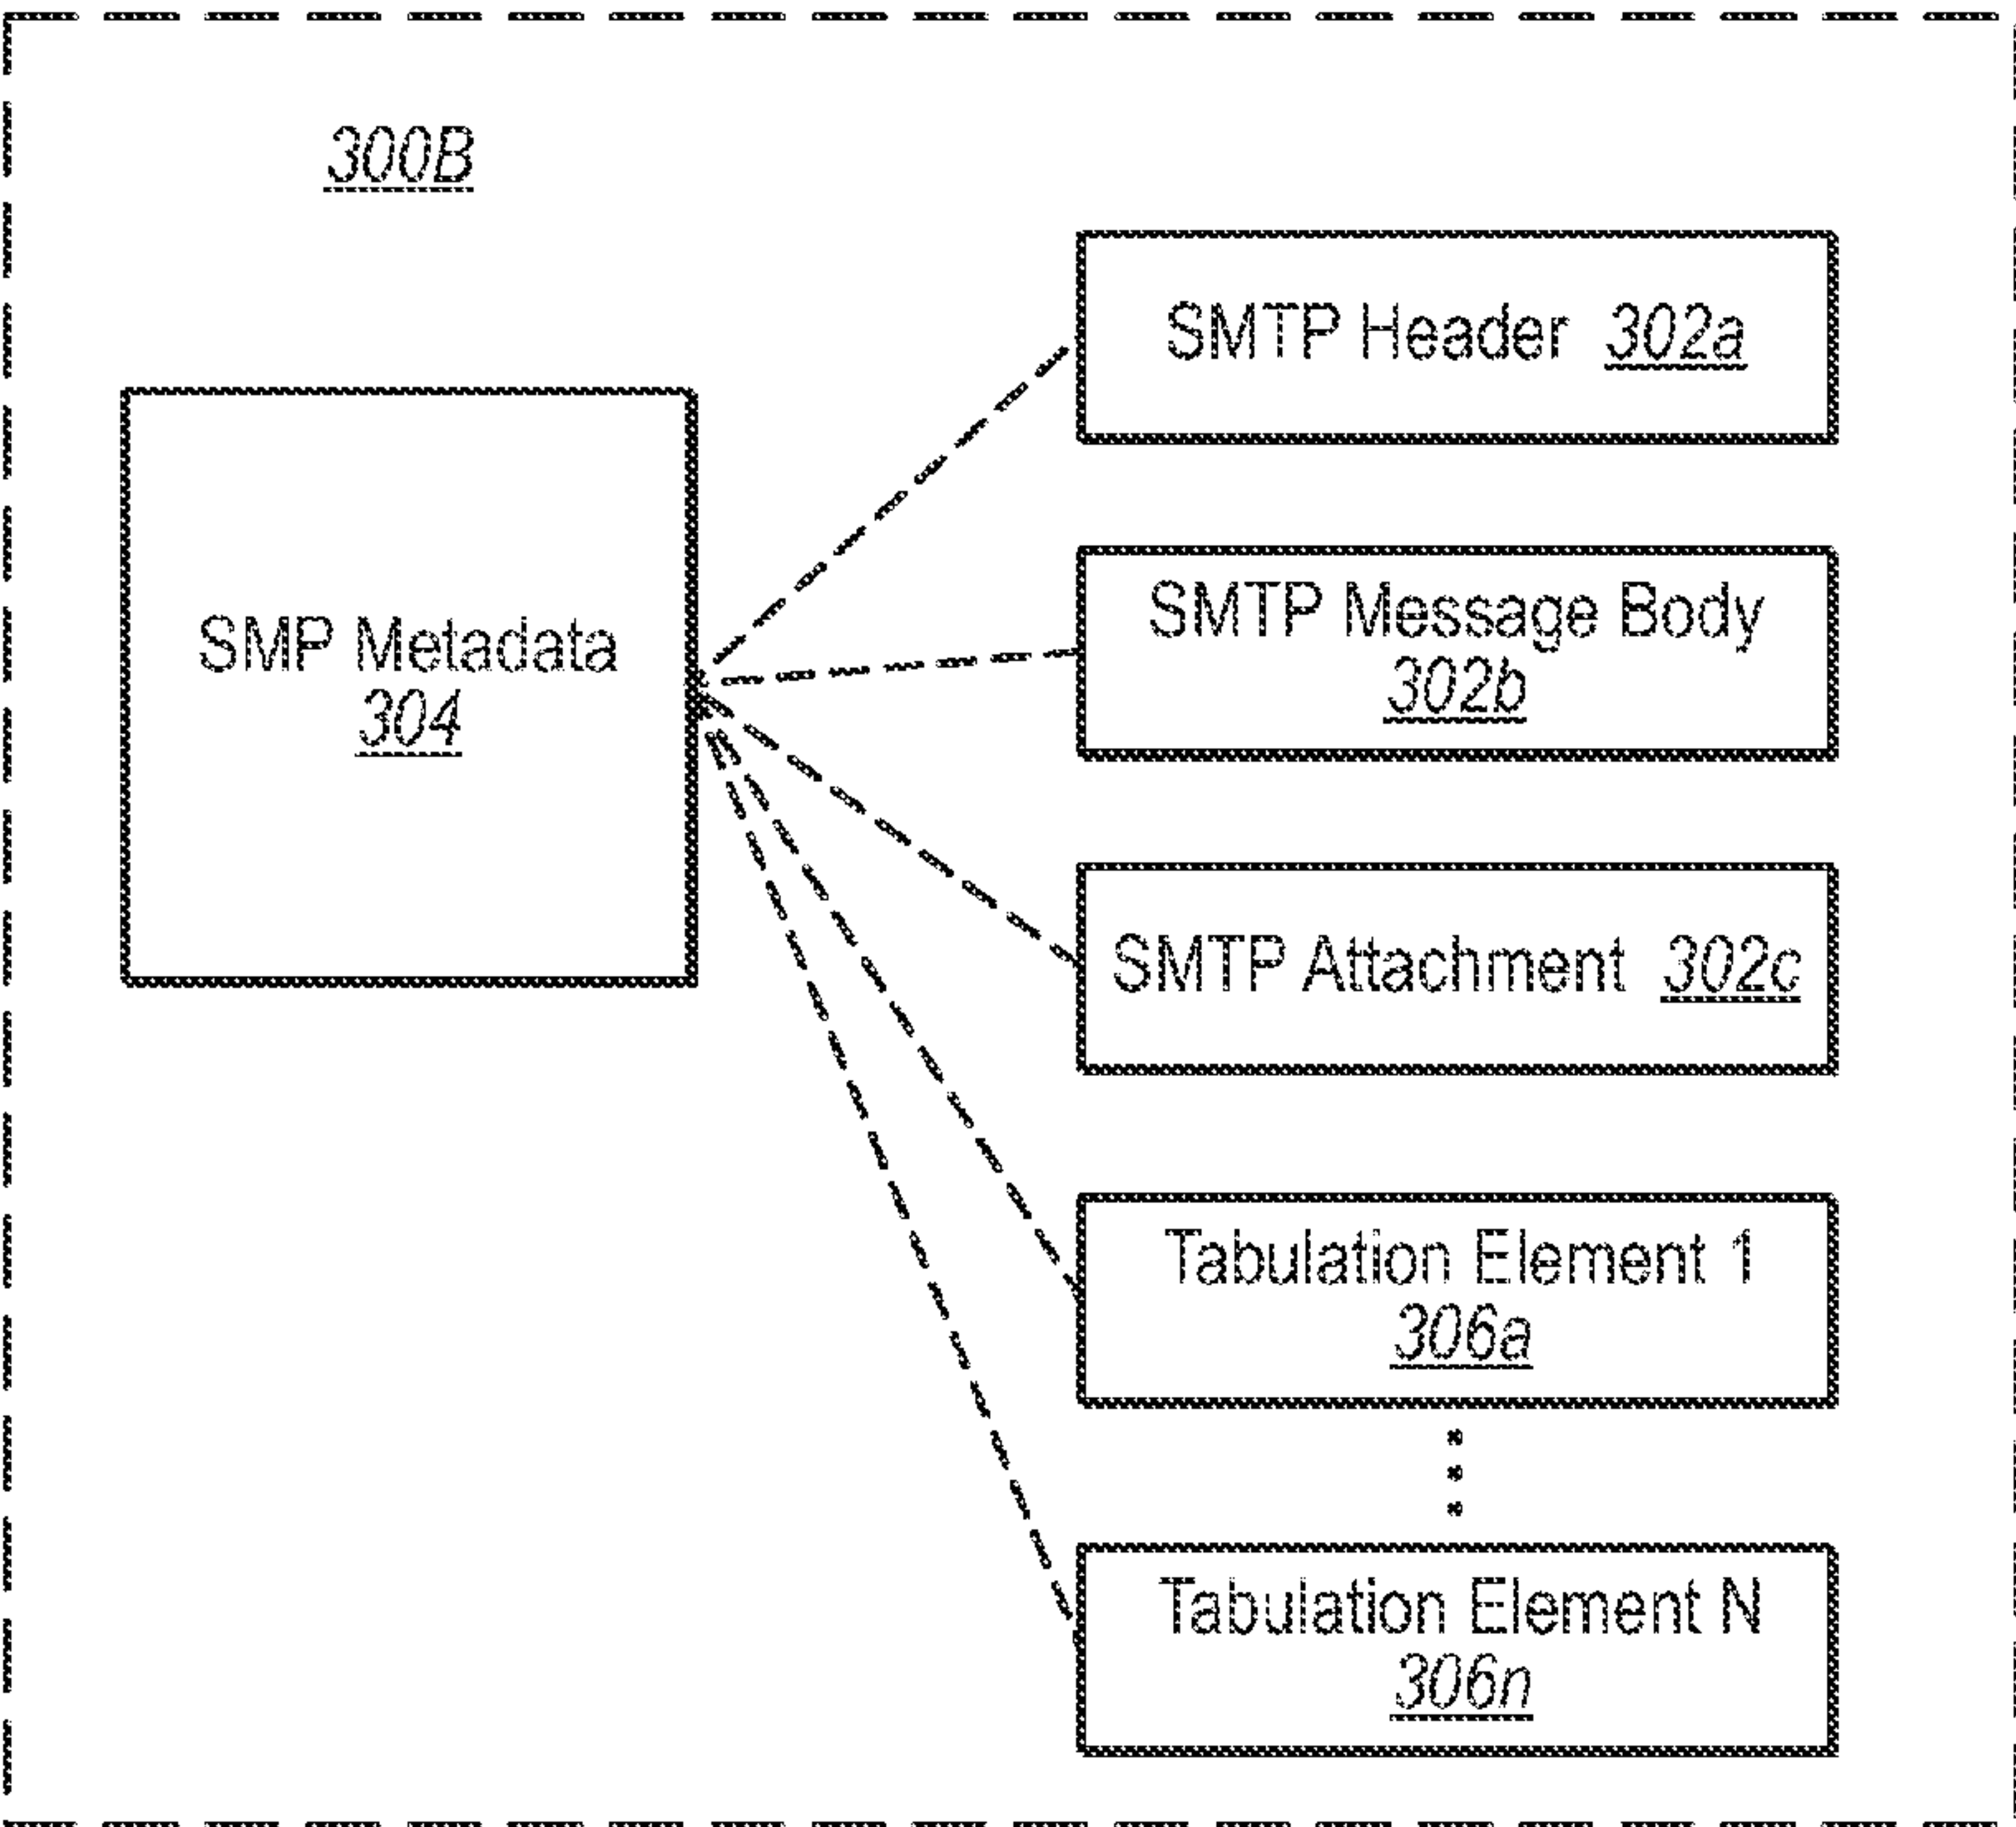 300B
SMTP Header 302a
SMP Metadata
304
SMTP Message Body
302b
SMTP Attachment 302c
Tabulation Element 1
306a
Tabulation Element N
306n